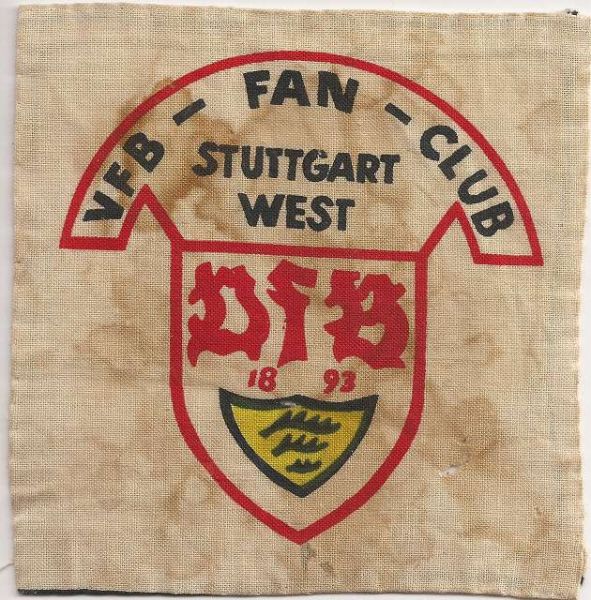 VFB - FAN - CLUB
STUTTGART
WEST
VfB
18 93